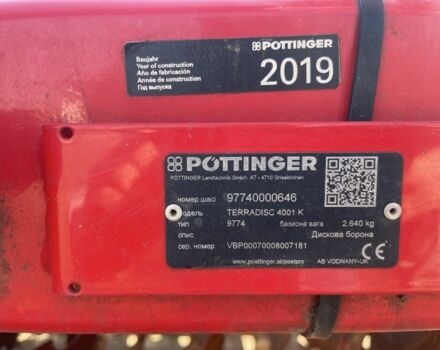 PÖTTINGER
Baujahr
Year of construction
Año de fabricación
Année de construction
Год выпуска
2019
PÖTTINGER
PÖTTINGER Landtechnik GmbH, AT - 4710 Grieskirchen
номер шасі 97740000646
модель TERRADISC 4001 K
тип 9774 базисна вага 2.640 kg
опис Дискова борона
сер. номер VBP00070008007181
www.poettinger.at/poetpro AB VODNANY-UK
CE